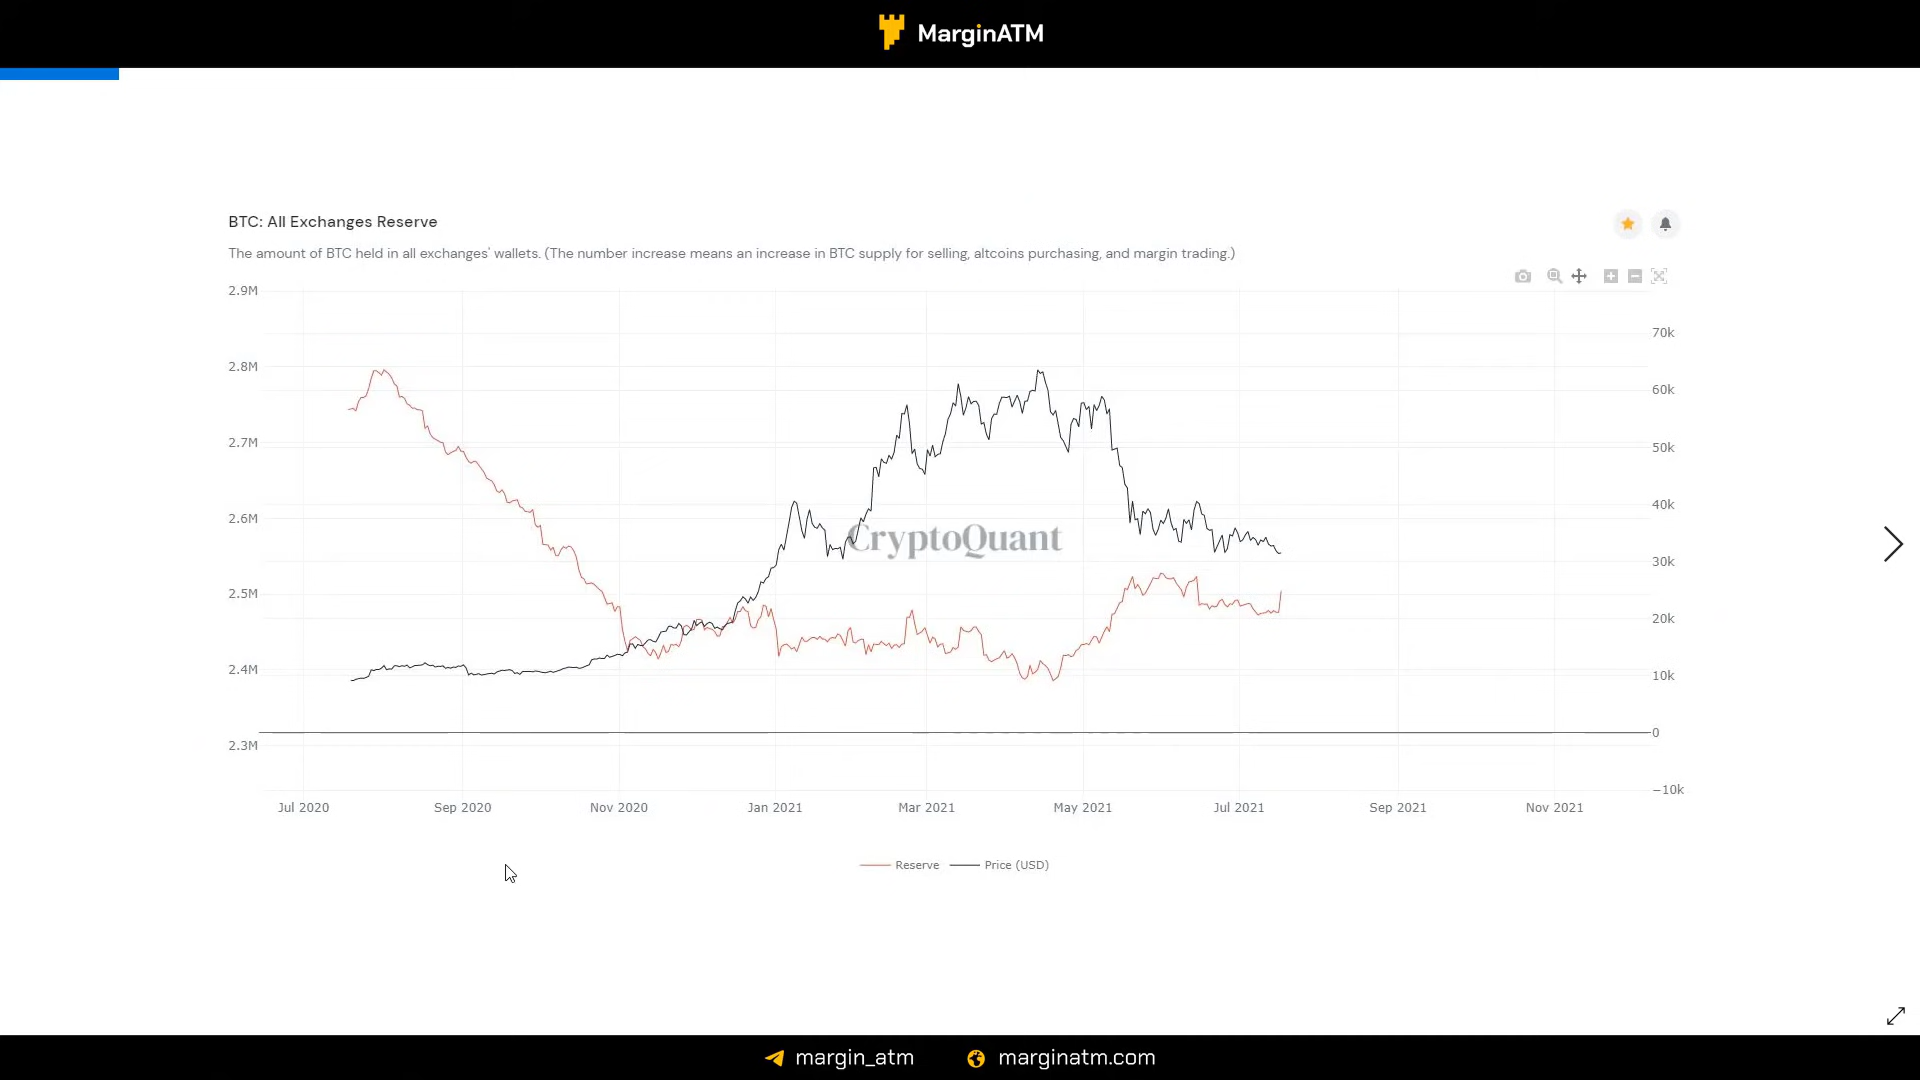 MarginATM
BTC: All Exchanges Reserve
The amount of BTC held in all exchanges' wallets. (The number increase means an increase in BTC supply for selling, altcoins purchasing, and margin trading.)
2.9M
70k
2.8M
60k
2.7M
50k
2.6M
40k
CryptoQuant
30k
2.5M
20k
2.4M
10k
0
2.3M
−10k
Jul 2020 Sep 2020 Nov 2020 Jan 2021 Mar 2021 May 2021 Jul 2021 Sep 2021 Nov 2021
Reserve Price (USD)
margin_atm marginatm.com